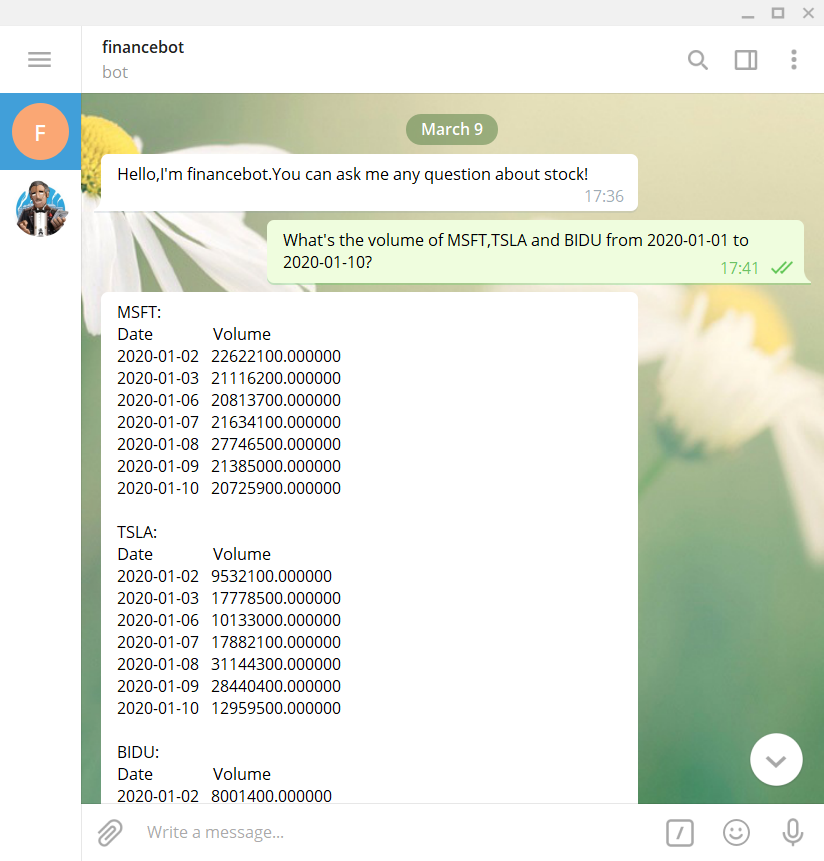 financebot
bot
F
March 9
Hello,I'm financebot.You can ask me any question about stock!
17:36
What's the volume of MSFT,TSLA and BIDU from 2020-01-01 to
2020-01-10?
17:41
MSFT:
Date Volume
2020-01-02 22622100.000000
2020-01-03 21116200.000000
2020-01-06 20813700.000000
2020-01-07 21634100.000000
2020-01-08 27746500.000000
2020-01-09 21385000.000000
2020-01-10 20725900.000000
TSLA:
Date Volume
2020-01-02 9532100.000000
2020-01-03 17778500.000000
2020-01-06 10133000.000000
2020-01-07 17882100.000000
2020-01-08 31144300.000000
2020-01-09 28440400.000000
2020-01-10 12959500.000000
BIDU:
Date Volume
2020-01-02 8001400.000000
Write a message...